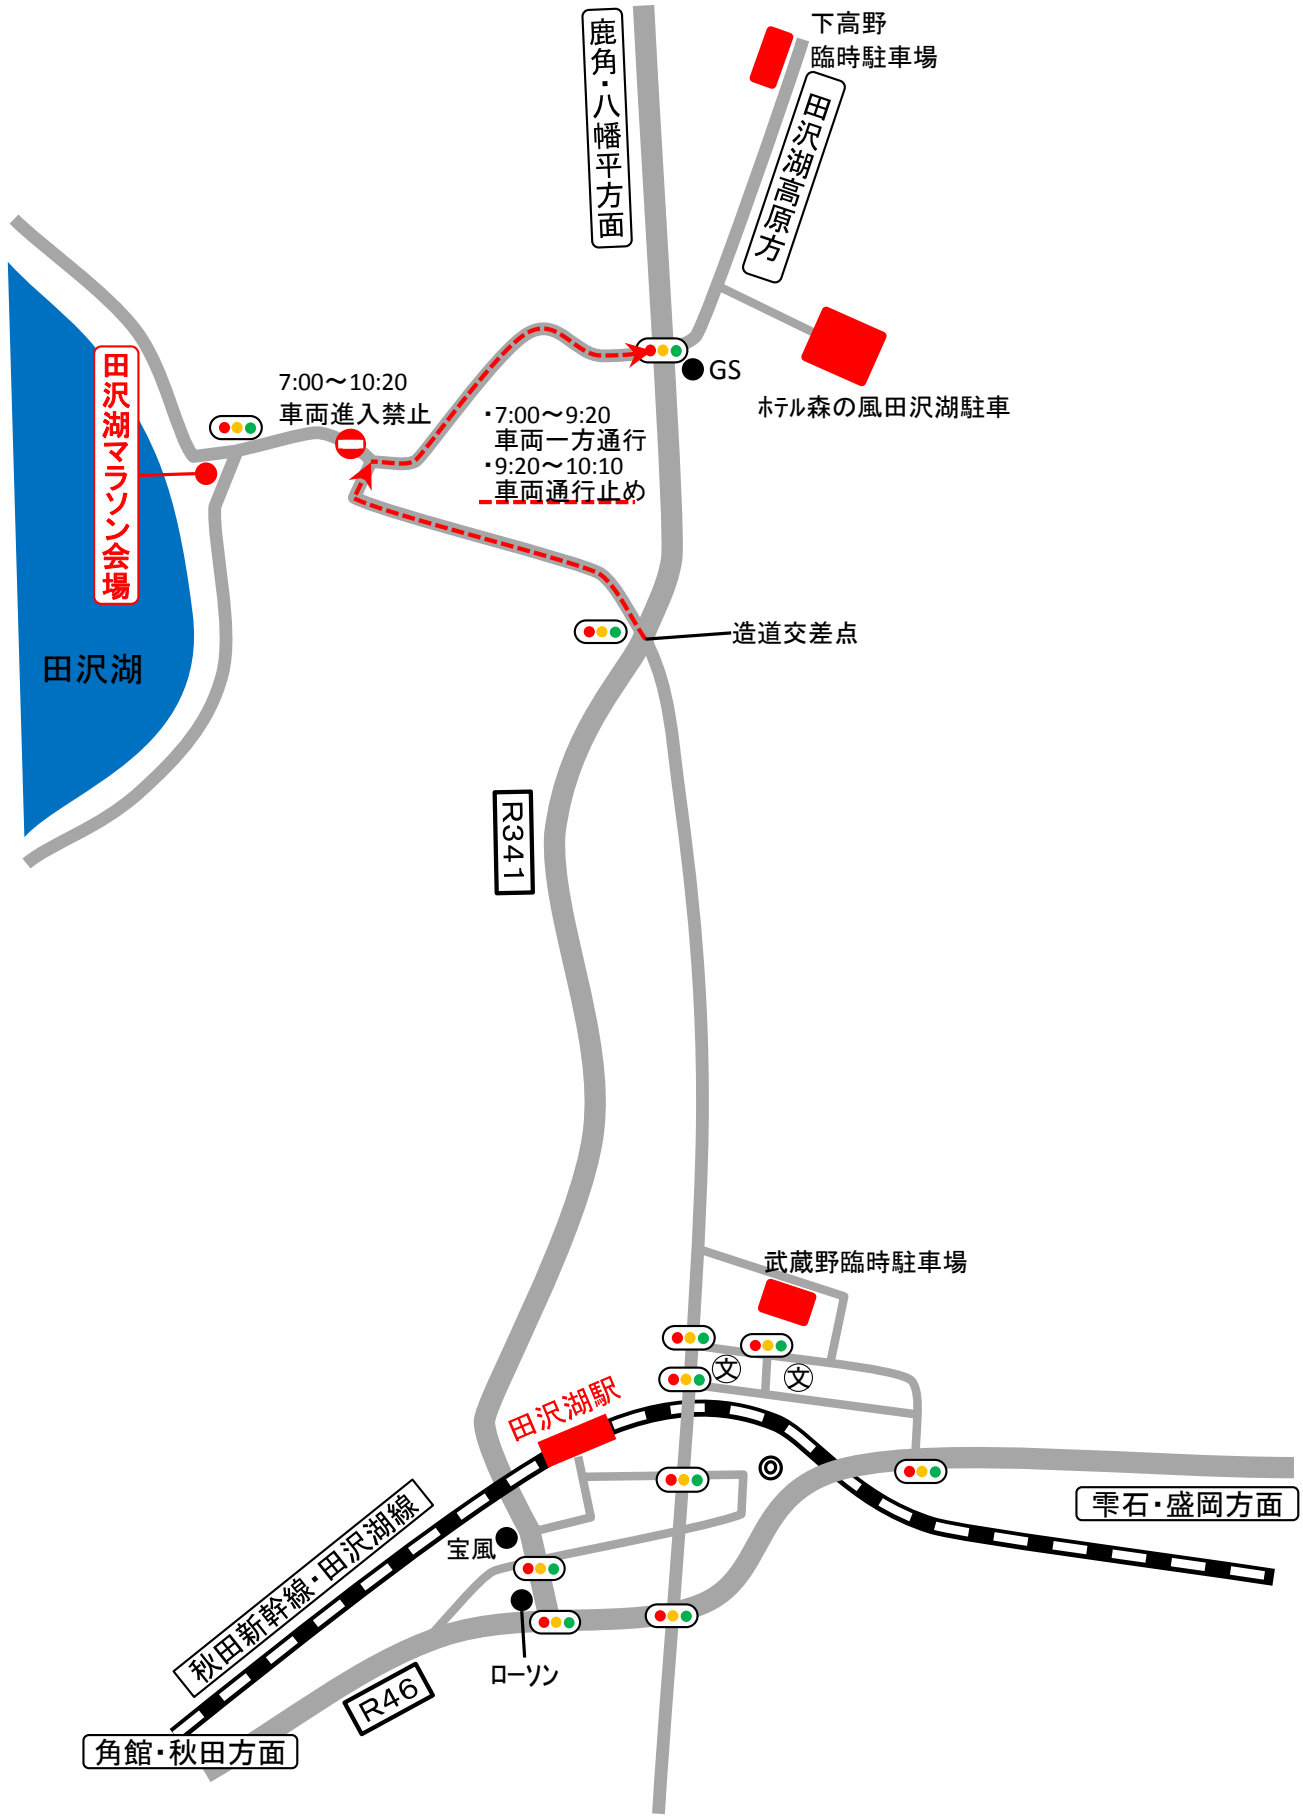 下高野
臨時駐車場
鹿角・八幡平方面
田沢湖高原方
GS
ホテル森の風田沢湖駐車
7:00～10:20
車両進入禁止
・7:00～9:20
車両一方通行
・9:20～10:10
車両通行止め
田沢湖マラソン会場
田沢湖
造道交差点
R341
武蔵野臨時駐車場
文
文
田沢湖駅
雫石・盛岡方面
宝風
秋田新幹線・田沢湖線
ローソン
R46
角館・秋田方面